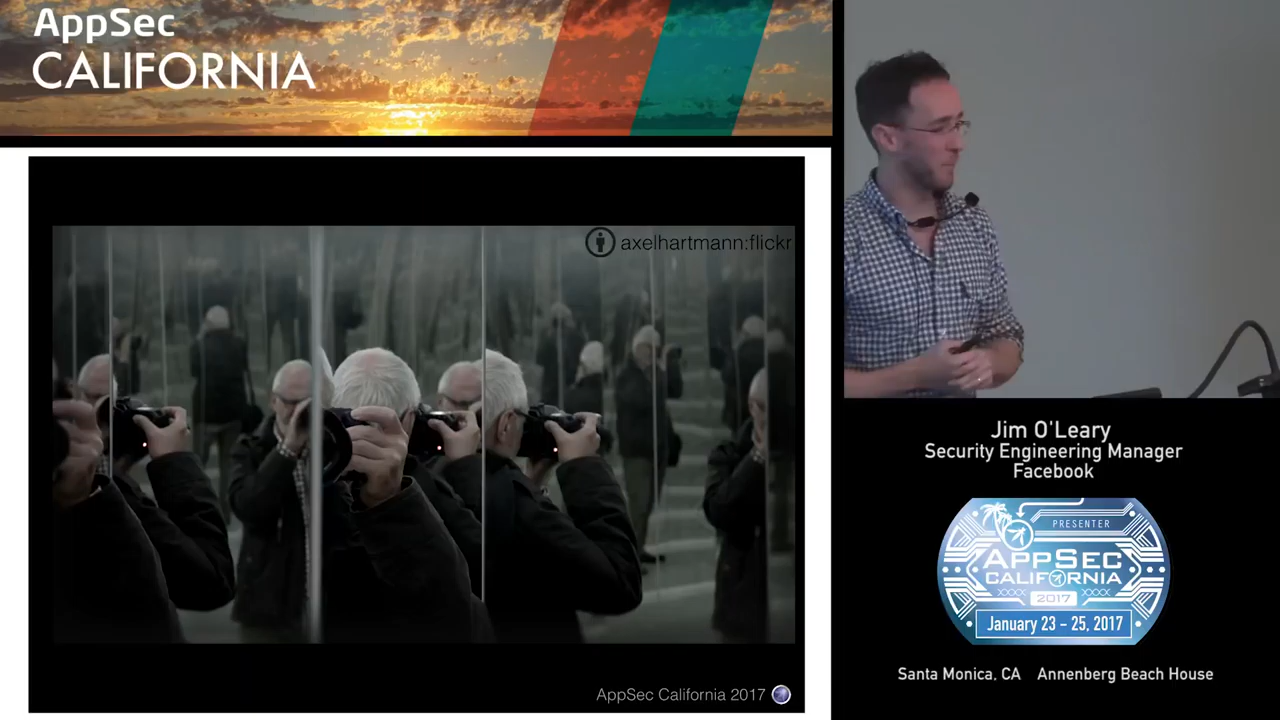 AppSec
CALIFORNIA
axelhartmann:flickr
AppSec California 2017
Jim O'Leary
Security Engineering Manager
Facebook
PRESENTER
APPSEC
CALIFORNIA
2017
January 23 - 25, 2017
Santa Monica, CA Annenberg Beach House